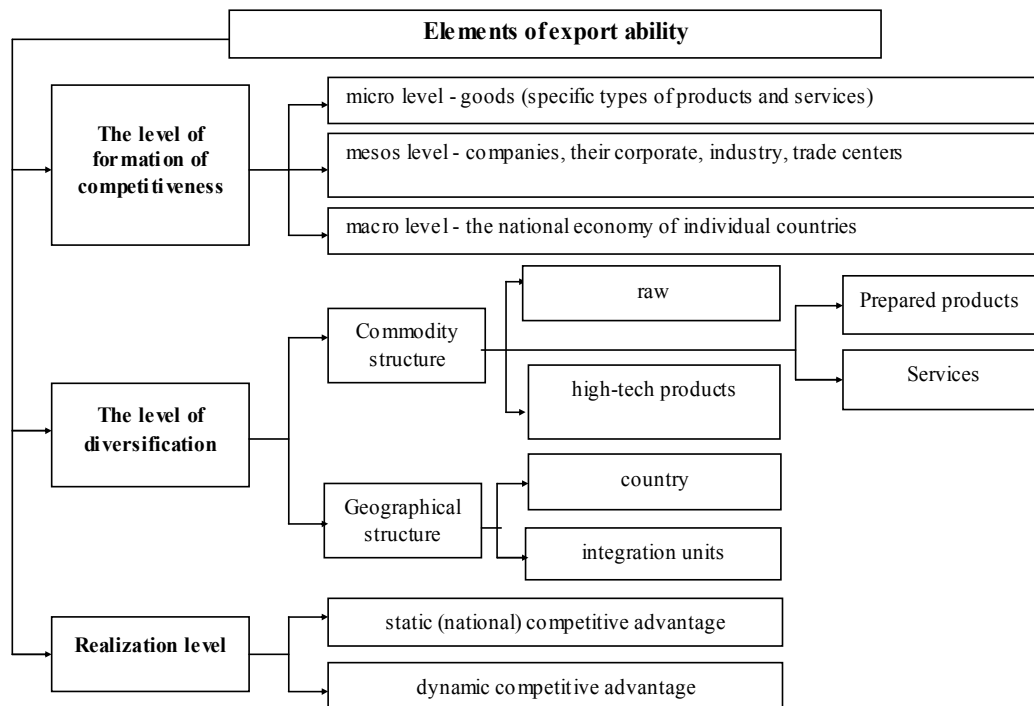 Elements of export ability
The level of
formation of
competitiveness
micro level - goods (specific types of products and services)
mesos level - companies, their corporate, industry, trade centers
macro level - the national economy of individual countries
The level of
diversification
Commodity
structure
raw
high-tech products
Prepared products
Services
Geographical
structure
country
integration units
Realization level
static (national) competitive advantage
dynamic competitive advantage